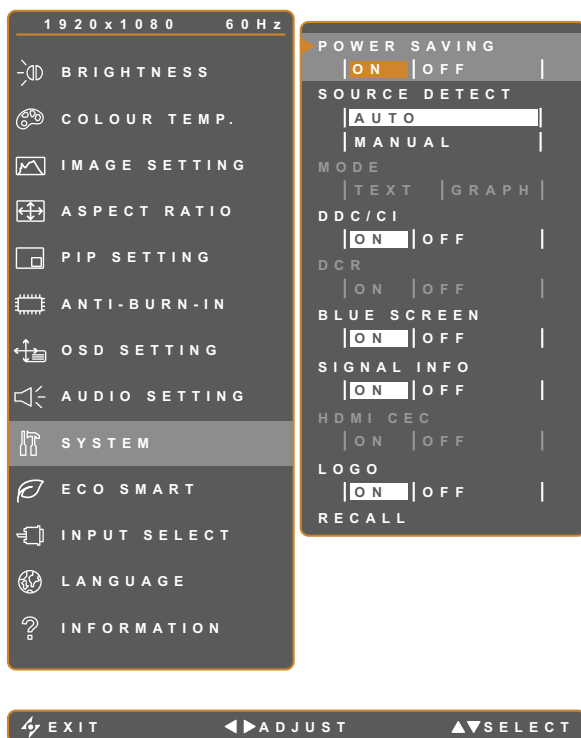 1920x1080 60Hz
BRIGHTNESS
COLOUR TEMP.
IMAGE SETTING
ASPECT RATIO
PIP SETTING
ANTI-BURN-IN
OSD SETTING
AUDIO SETTING
SYSTEM
ECO SMART
INPUT SELECT
LANGUAGE
INFORMATION
POWER SAVING
ON OFF
SOURCE DETECT
AUTO
MANUAL
MODE
TEXT GRAPH
DDC/CI
ON OFF
DCR
ON OFF
BLUE SCREEN
ON OFF
SIGNAL INFO
ON OFF
HDMI CEC
ON OFF
LOGO
ON OFF
RECALL
EXIT ADJUST SELECT